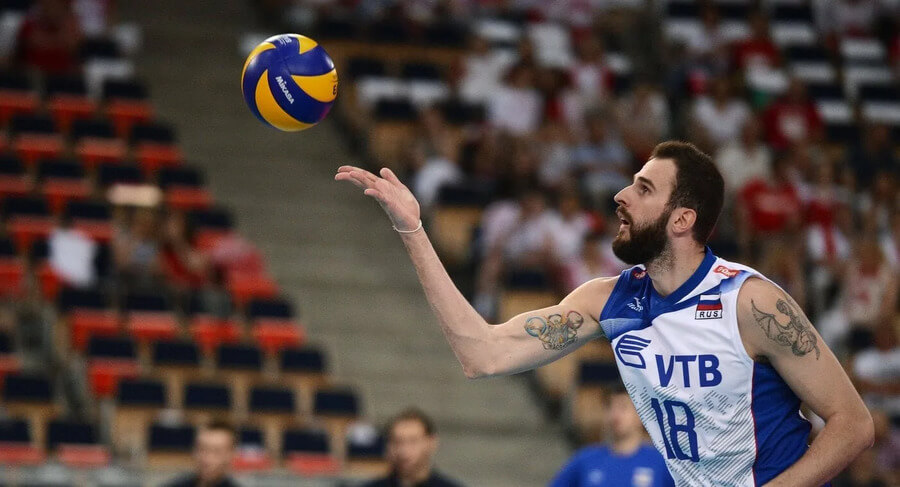 MIKASA
RUS
VTB
18